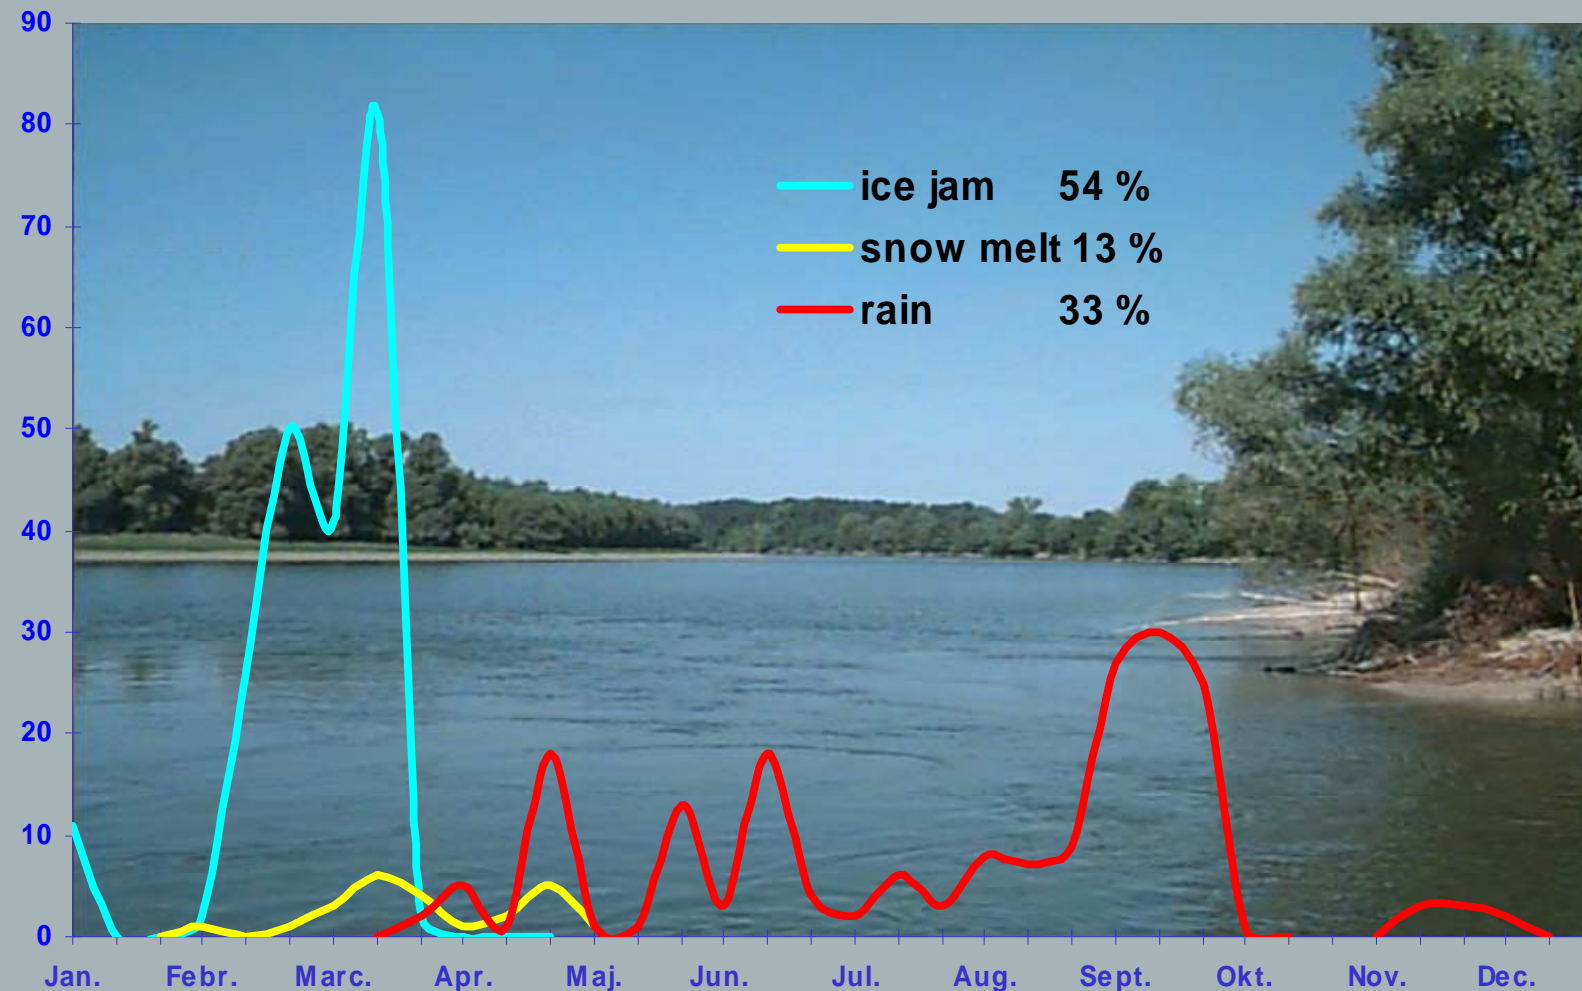 90
80
70
60
50
40
30
20
10
0
ice jam 54 %
snow melt 13 %
rain 33 %
Jan. Febr. Marc. Apr. Maj. Jun. Jul. Aug. Sept. Okt. Nov. Dec.